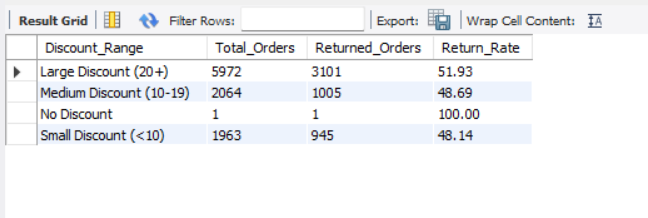 Result Grid Filter Rows: Export: Wrap Cell Content: IA
Discount_Range Total_Orders Returned_Orders Return_Rate
Large Discount (20+) 5972 3101 51.93
Medium Discount (10-19) 2064 1005 48.69
No Discount 1 1 100.00
Small Discount (<10) 1963 945 48.14